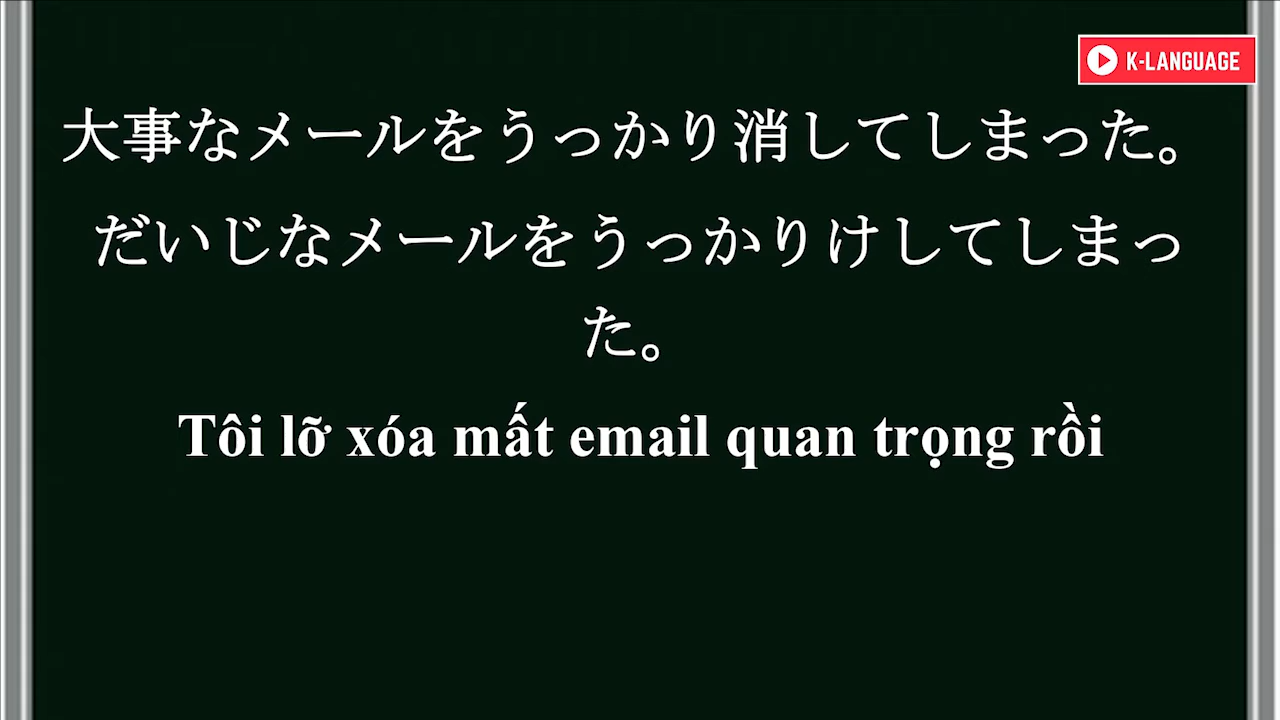 K-LANGUAGE
大事なメールをうっかり消してしまった。
だいじなメールをうっかりけしてしまっ
た。
Tôi lỡ xóa mất email quan trọng rồi